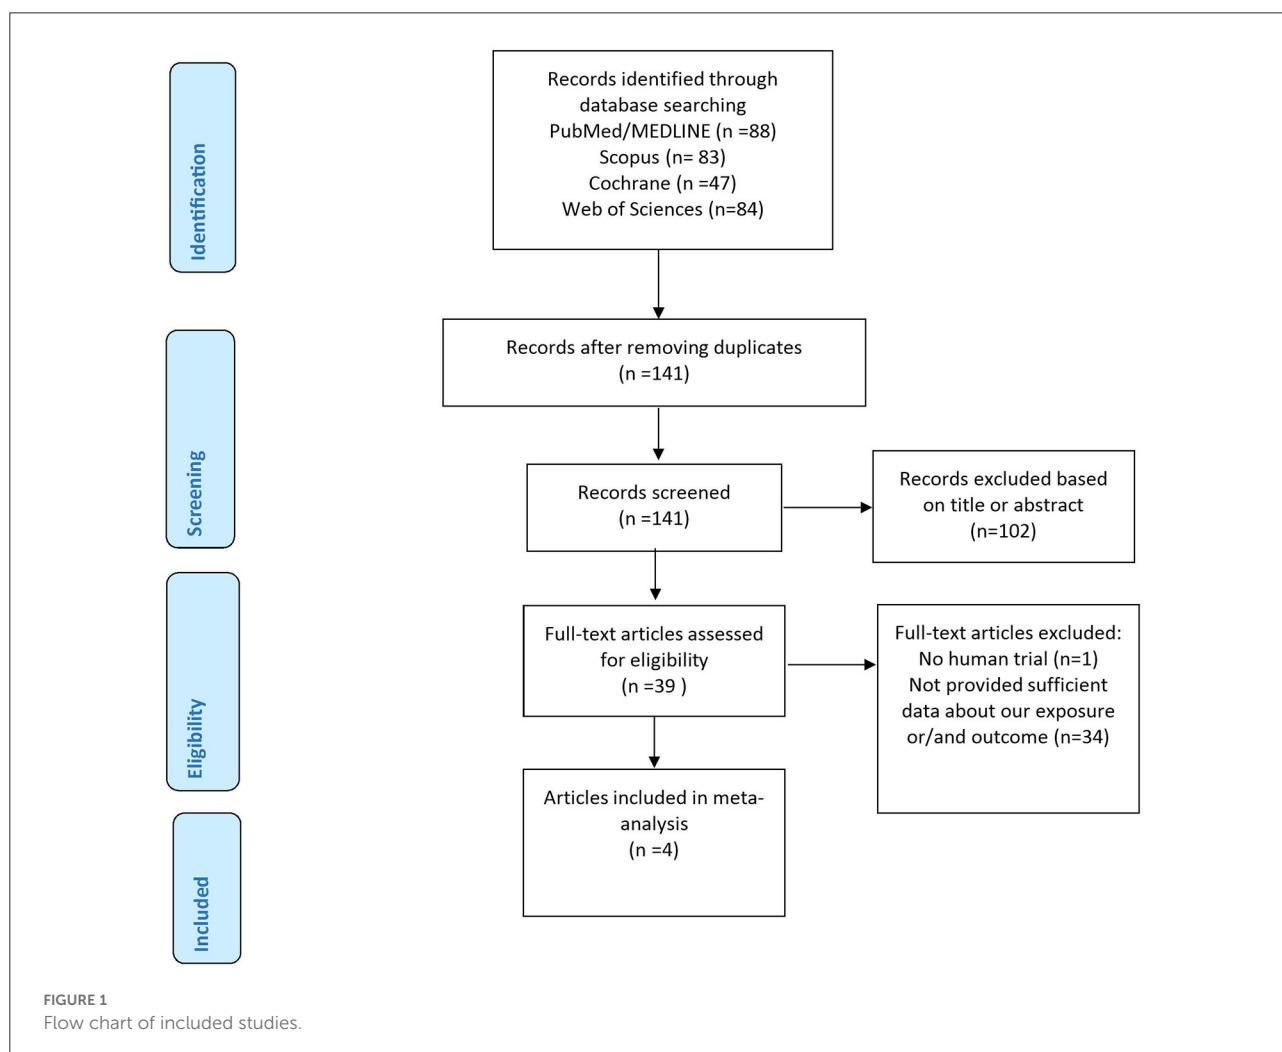 Identification
Records identified through
database searching
PubMed/MEDLINE (n =88)
Scopus (n= 83)
Cochrane (n =47)
Web of Sciences (n=84)
Screening
Records after removing duplicates
(n =141)
Records screened
(n =141)
Records excluded based
on title or abstract
(n=102)
Eligibility
Full-text articles assessed
for eligibility
(n =39 )
Full-text articles excluded:
No human trial (n=1)
Not provided sufficient
data about our exposure
or/and outcome (n=34)
Included
Articles included in meta-
analysis
(n =4)
FIGURE 1
Flow chart of included studies.